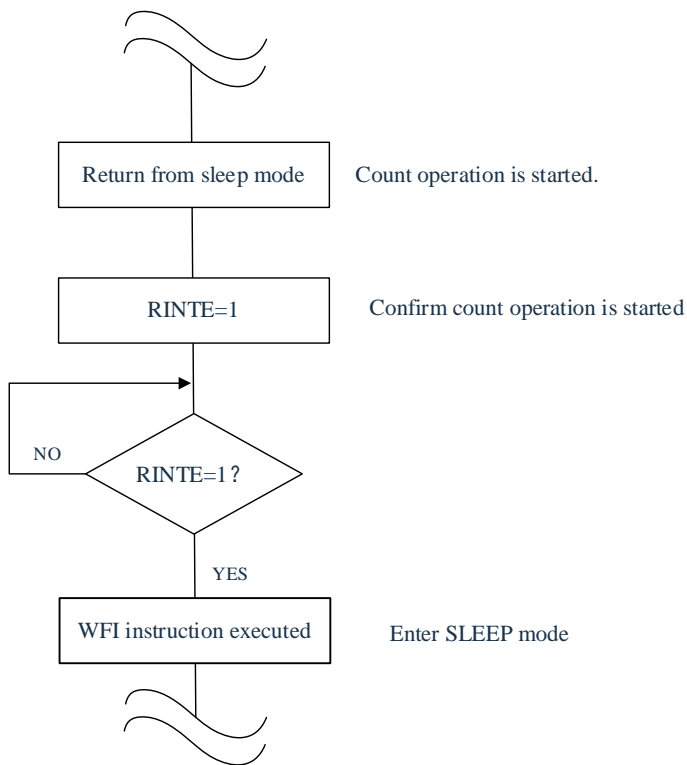 Return from sleep mode
Count operation is started.
RINTE=1
Confirm count operation is started
NO
RINTE=1?
YES
WFI instruction executed
Enter SLEEP mode